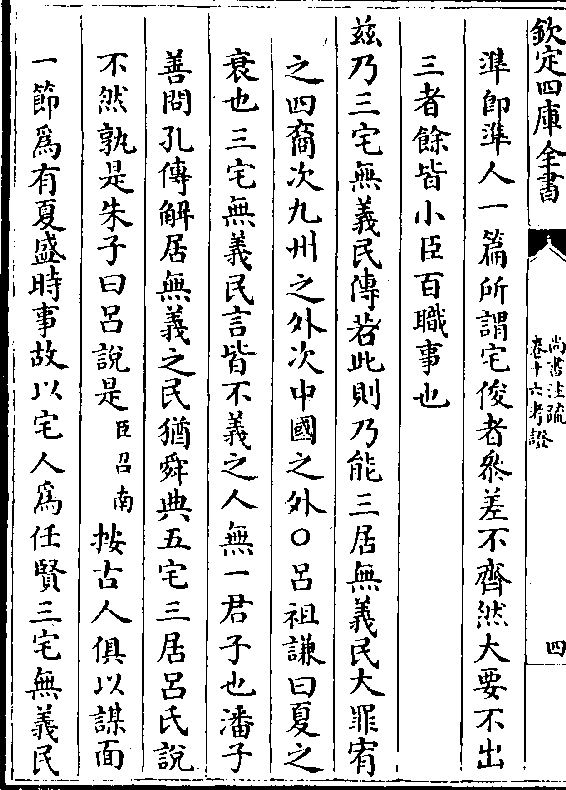 欽定四庫全書
尚書注疏
卷十六考證
四
準即準人一篇所謂宅俊者參差不齊然大要不出
三者餘皆小臣百職事也
茲乃三宅無義民傳若此則乃能三居無義民大罪宥
之四裔次九州之外次中國之外○呂祖謙曰夏之
衰也三宅無義民言皆不義之人無一君子也潘子
善問孔傳解居無義之民猶舜典五宅三居呂氏說
不然孰是朱子曰呂說是臣召南按古人俱以謀面
一節爲有夏盛時事故以宅人爲任賢三宅無義民